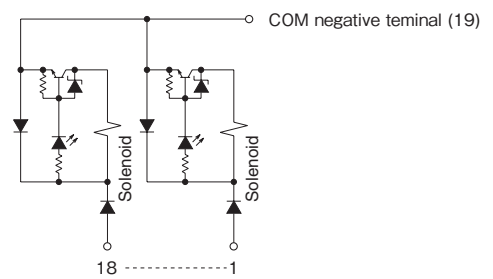 COM negative teminal (19)
Solenoid
Solenoid
18 -------------- 1